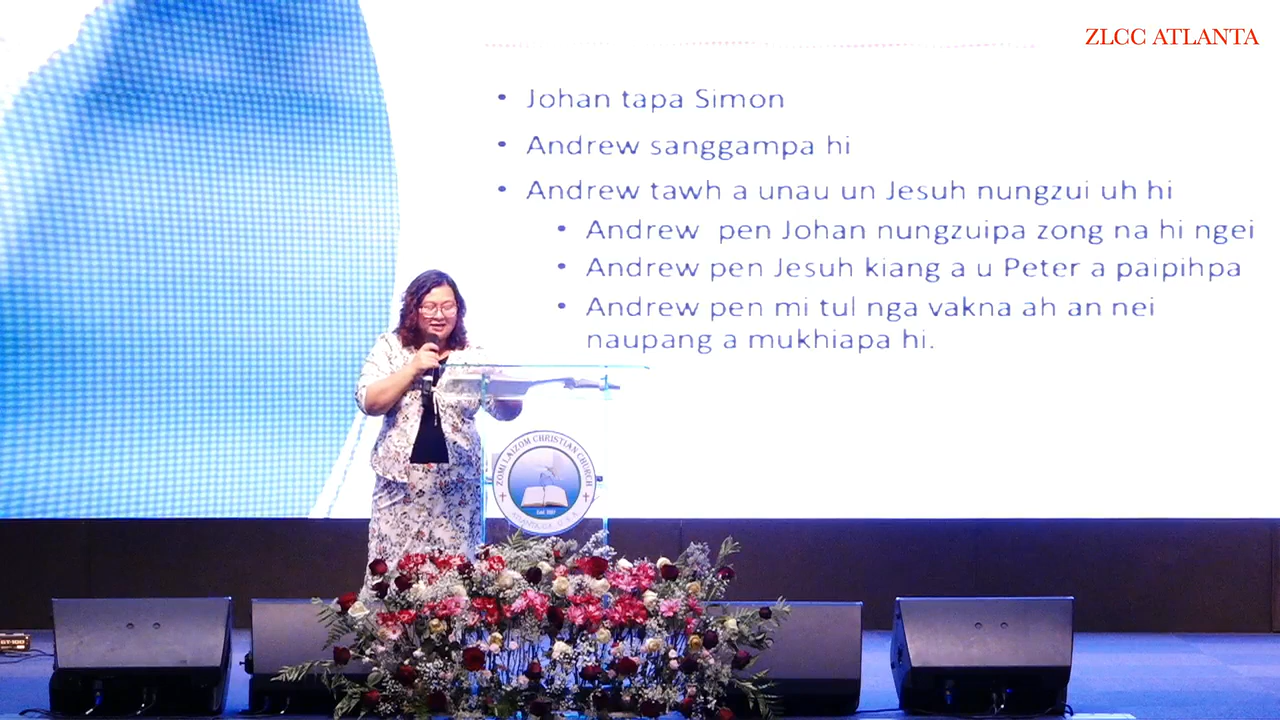 ZLCC ATLANTA
• Johan tapa Simon
• Andrew sanggampa hi
• Andrew tawh a unau un Jesuh nungzui uh hi
• Andrew pen Johan nungzuipa zong na hi ngei
• Andrew pen Jesuh kiang a u Peter a paipihpa
• Andrew pen mi tul nga vakna ah an nei
naupang a mukhiapa hi.
ZOMI LAIZOM CHRISTIAN CHURCH